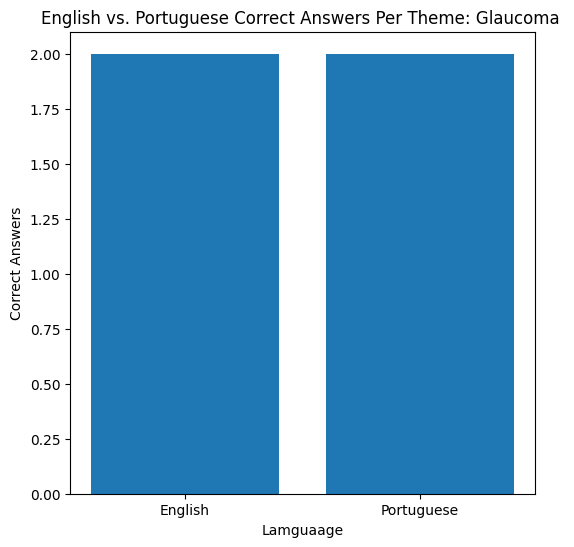 English vs. Portuguese Correct Answers Per Theme: Glaucoma
2.00
1.75
1.50
1.25
1.00
0.75
0.50
0.25
0.00
Correct Answers
English Portuguese
Lamguaage